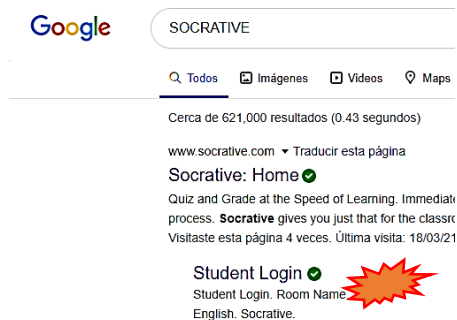 Google
SOCRATIVE
Todos Imágenes Videos Maps
Cerca de 621,000 resultados (0.43 segundos)
www.socrative.com Traducir esta página
Socrative: Home
Quiz and Grade at the Speed of Learning. Immediate
process. Socrative gives you just that for the classro
Visitaste esta página 4 veces. Última visita: 18/03/21
Student Login
Student Login. Room Name
English. Socrative.